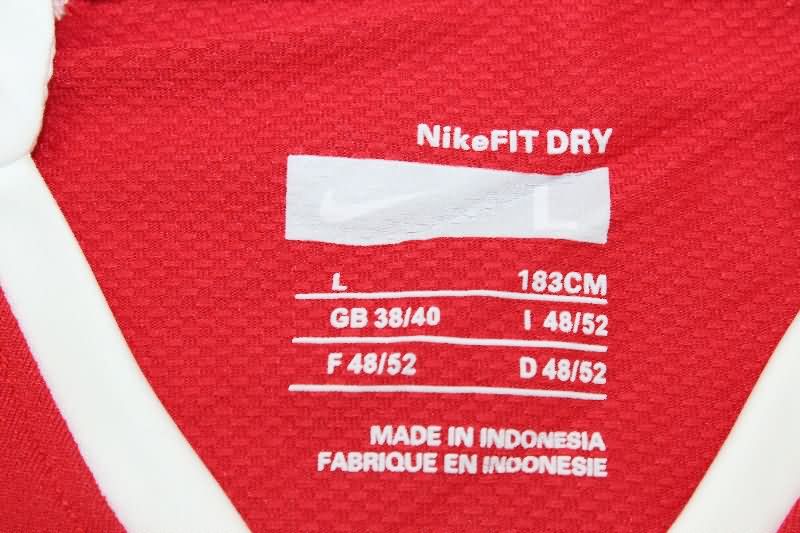 NikeFIT DRY
L
L 183CM
GB 38/40 I 48/52
F 48/52 D 48/52
MADE IN INDONESIA
FABRIQUE EN INDONESIE